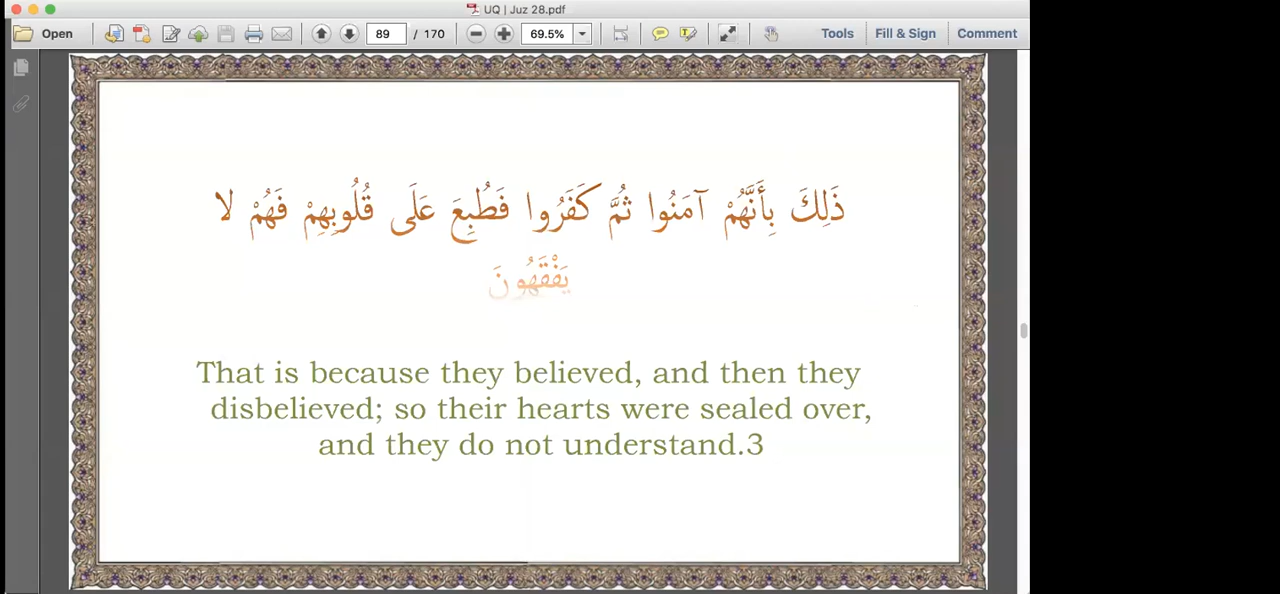 UQ | Juz 28.pdf
Open 89 / 170 69.5% Tools Fill & Sign Comment
ذَلِكَ بِأَنَّهُمْ آمَنُوا ثُمَّ كَفَرُوا فَطُبِعَ عَلَى قُلُوبِهِمْ فَهُمْ لا
يَفْقَهُونَ
That is because they believed, and then they
disbelieved; so their hearts were sealed over,
and they do not understand.3